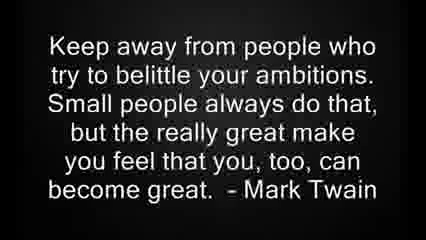 Keep away from people who
try to belittle your ambitions.
Small people always do that,
but the really great make
you feel that you, too, can
become great.  - Mark Twain